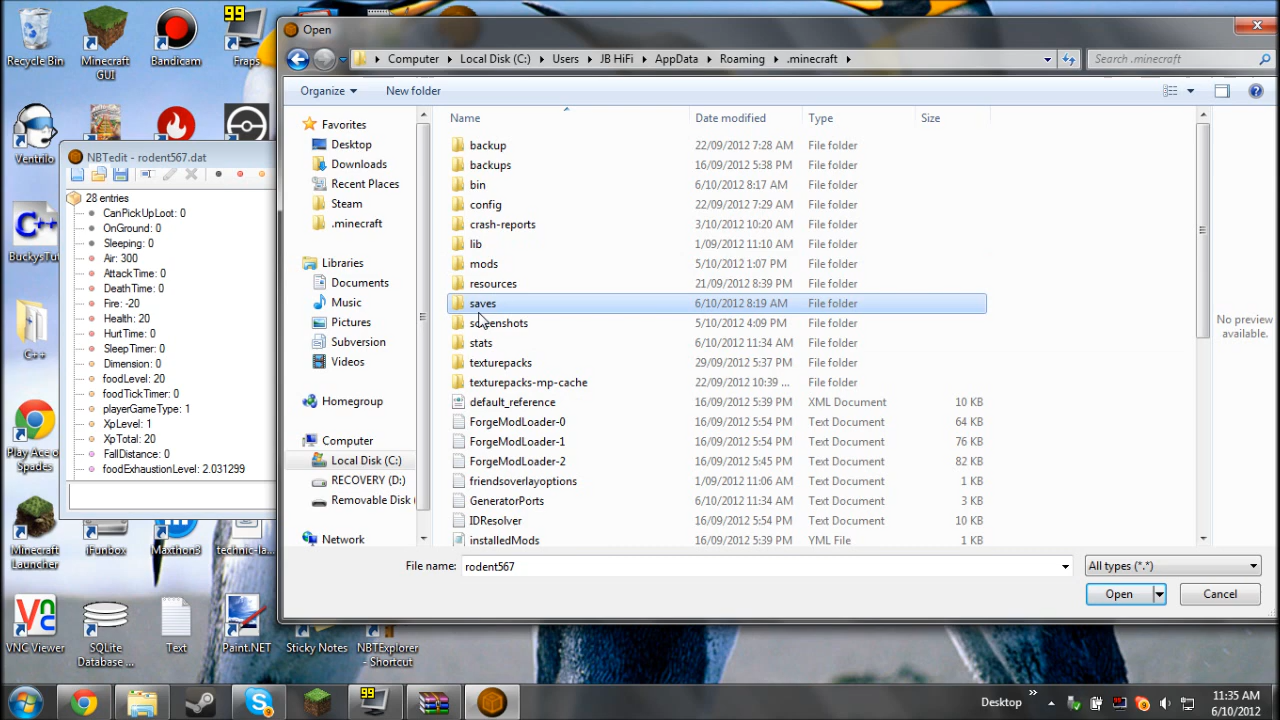 99
Recycle Bin
Minecraft GUI
Bandicam
Fraps
Ventrilo
C++
BuckysTu
C++
Play Ace of Spades
Minecraft Launcher
iFunbox
Maxthon3
technic-la...
VNC Viewer
SQLite Database ...
Text
Paint.NET
Sticky Notes
NBTExplorer - Shortcut
NBTedit - rodent567.dat
28 entries
CanPickUpLoot: 0
OnGround: 0
Sleeping: 0
Air: 300
AttackTime: 0
DeathTime: 0
Fire: -20
Health: 20
HurtTime: 0
SleepTimer: 0
Dimension: 0
foodLevel: 20
foodTickTimer: 0
playerGameType: 1
XpLevel: 1
XpTotal: 20
FallDistance: 0
foodExhaustionLevel: 2.031299
Open
Computer Local Disk (C:) Users JB HiFi AppData Roaming .minecraft
Search .minecraft
Organize New folder
Favorites
Desktop
Downloads
Recent Places
Steam
.minecraft
Libraries
Documents
Music
Pictures
Subversion
Videos
Homegroup
Computer
Local Disk (C:)
RECOVERY (D:)
Removable Disk
Network
Name Date modified Type Size
backup 22/09/2012 7:28 AM File folder
backups 16/09/2012 5:38 PM File folder
bin 6/10/2012 8:17 AM File folder
config 22/09/2012 7:29 AM File folder
crash-reports 3/10/2012 10:20 AM File folder
lib 1/09/2012 11:10 AM File folder
mods 5/10/2012 1:07 PM File folder
resources 21/09/2012 8:39 PM File folder
saves 6/10/2012 8:19 AM File folder
screenshots 5/10/2012 4:09 PM File folder
stats 6/10/2012 11:34 AM File folder
texturepacks 29/09/2012 5:37 PM File folder
texturepacks-mp-cache 22/09/2012 10:39 ... File folder
default_reference 16/09/2012 5:39 PM XML Document 10 KB
ForgeModLoader-0 16/09/2012 5:54 PM Text Document 64 KB
ForgeModLoader-1 16/09/2012 5:54 PM Text Document 76 KB
ForgeModLoader-2 16/09/2012 5:45 PM Text Document 82 KB
friendsoverlayoptions 1/09/2012 11:06 AM Text Document 1 KB
GeneratorPorts 6/10/2012 11:34 AM Text Document 3 KB
IDResolver 16/09/2012 5:54 PM Text Document 10 KB
installedMods 16/09/2012 5:39 PM YML File 1 KB
No preview available.
File name: rodent567
All types (*.*)
Open Cancel
99
Desktop
11:35 AM
6/10/2012